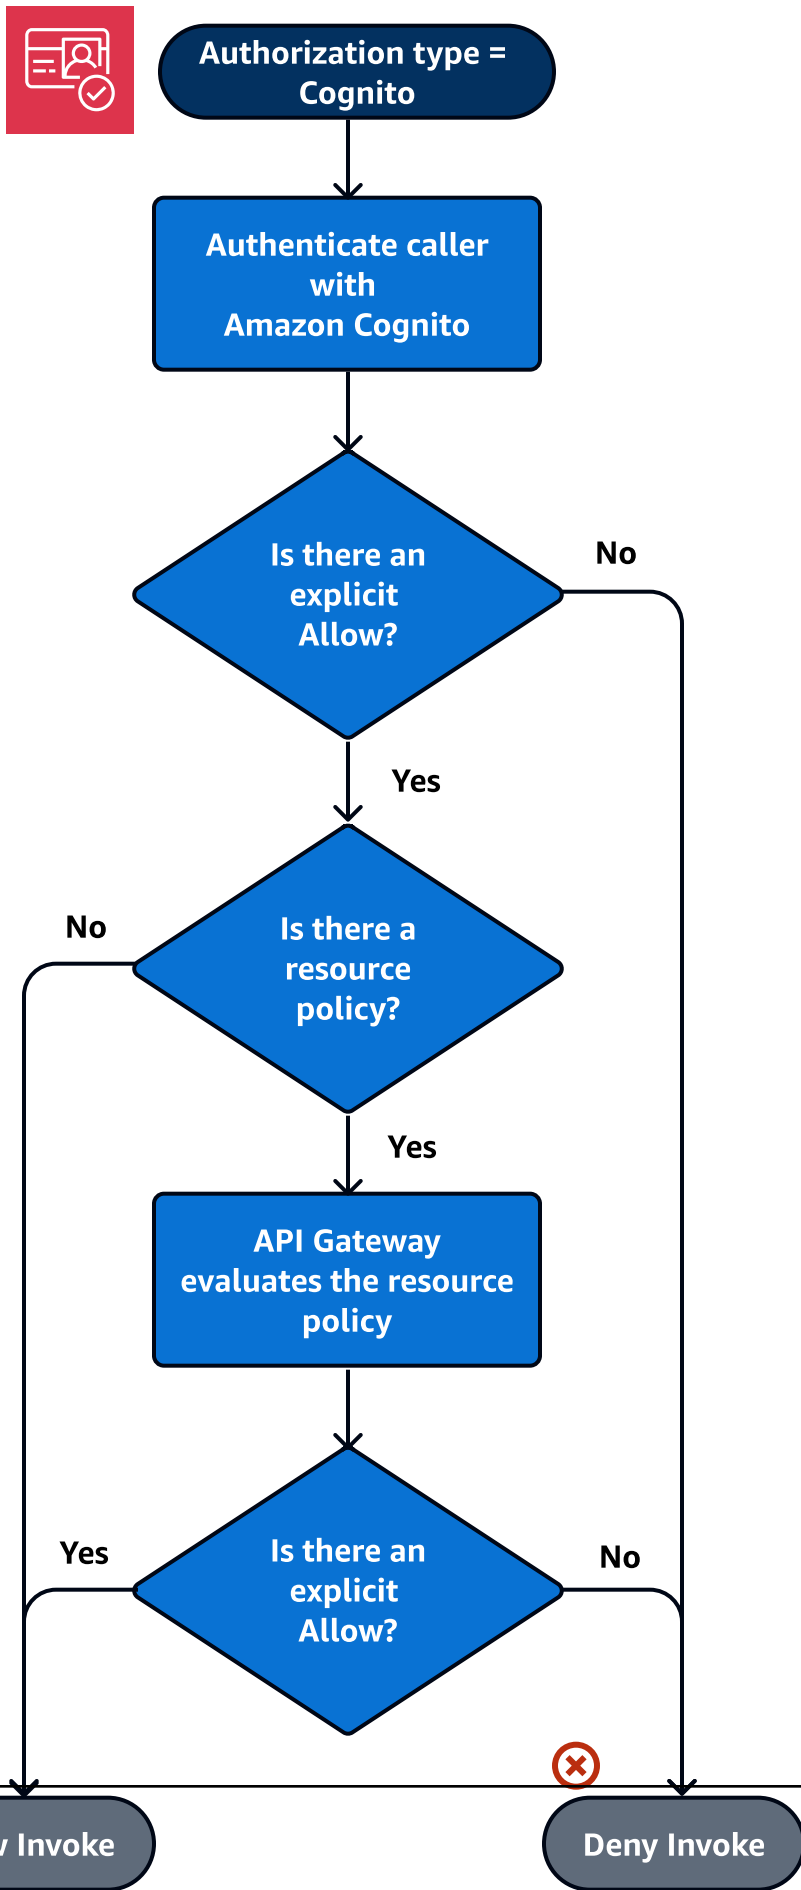 Authorization type =
Cognito
Authenticate caller
with
Amazon Cognito
Is there an
explicit
Allow?
No
Yes
Is there a
resource
policy?
No
Yes
API Gateway
evaluates the resource
policy
Is there an
explicit
Allow?
Yes
No
Invoke
Deny Invoke